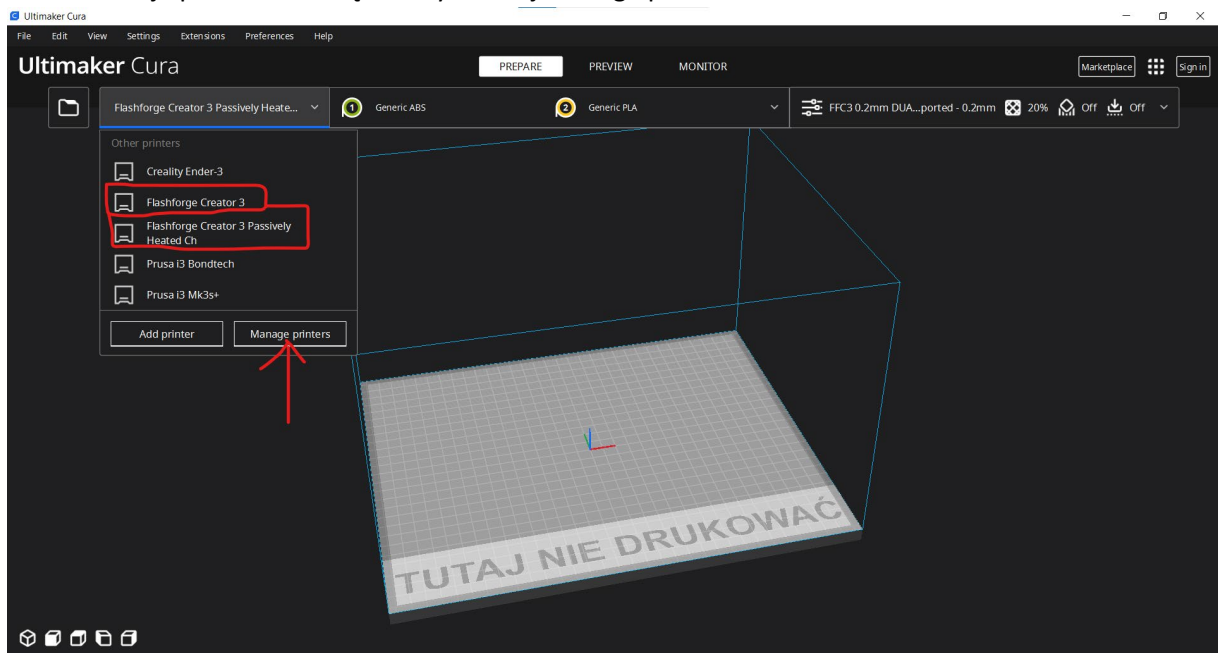 Ultimaker Cura
File Edit View Settings Extensions Preferences Help
Ultimaker Cura PREPARE PREVIEW MONITOR Marketplace Sign in
Flashforge Creator 3 Passively Heate... 1 Generic ABS 2 Generic PLA FFC3 0.2mm DUA...ported - 0.2mm 20% Off Off
Other printers
Creality Ender-3
Flashforge Creator 3
Flashforge Creator 3 Passively
Heated Ch
Prusa i3 Bondtech
Prusa i3 Mk3s+
Add printer Manage printers
TUTAJ NIE DRUKOWAĆ